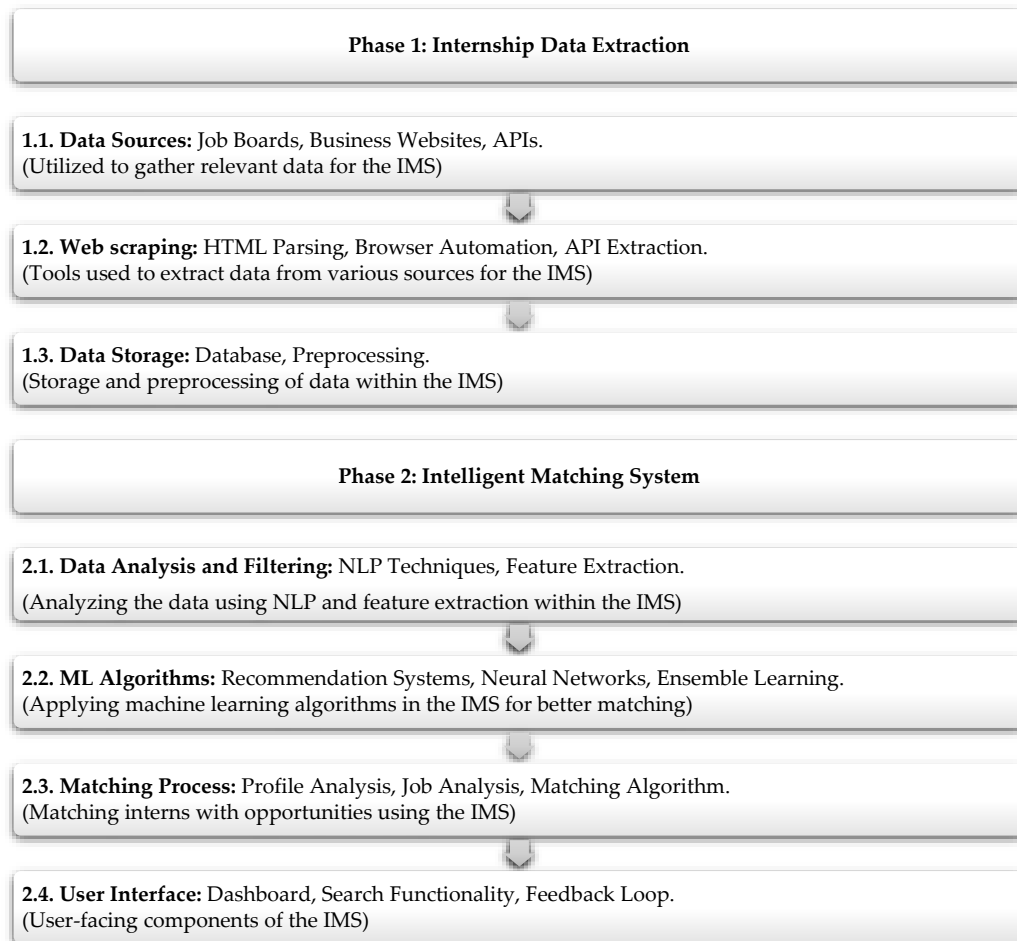 Phase 1: Internship Data Extraction
1.1. Data Sources: Job Boards, Business Websites, APIs.
(Utilized to gather relevant data for the IMS)
1.2. Web scraping: HTML Parsing, Browser Automation, API Extraction.
(Tools used to extract data from various sources for the IMS)
1.3. Data Storage: Database, Preprocessing.
(Storage and preprocessing of data within the IMS)
Phase 2: Intelligent Matching System
2.1. Data Analysis and Filtering: NLP Techniques, Feature Extraction.
(Analyzing the data using NLP and feature extraction within the IMS)
2.2. ML Algorithms: Recommendation Systems, Neural Networks, Ensemble Learning.
(Applying machine learning algorithms in the IMS for better matching)
2.3. Matching Process: Profile Analysis, Job Analysis, Matching Algorithm.
(Matching interns with opportunities using the IMS)
2.4. User Interface: Dashboard, Search Functionality, Feedback Loop.
(User-facing components of the IMS)